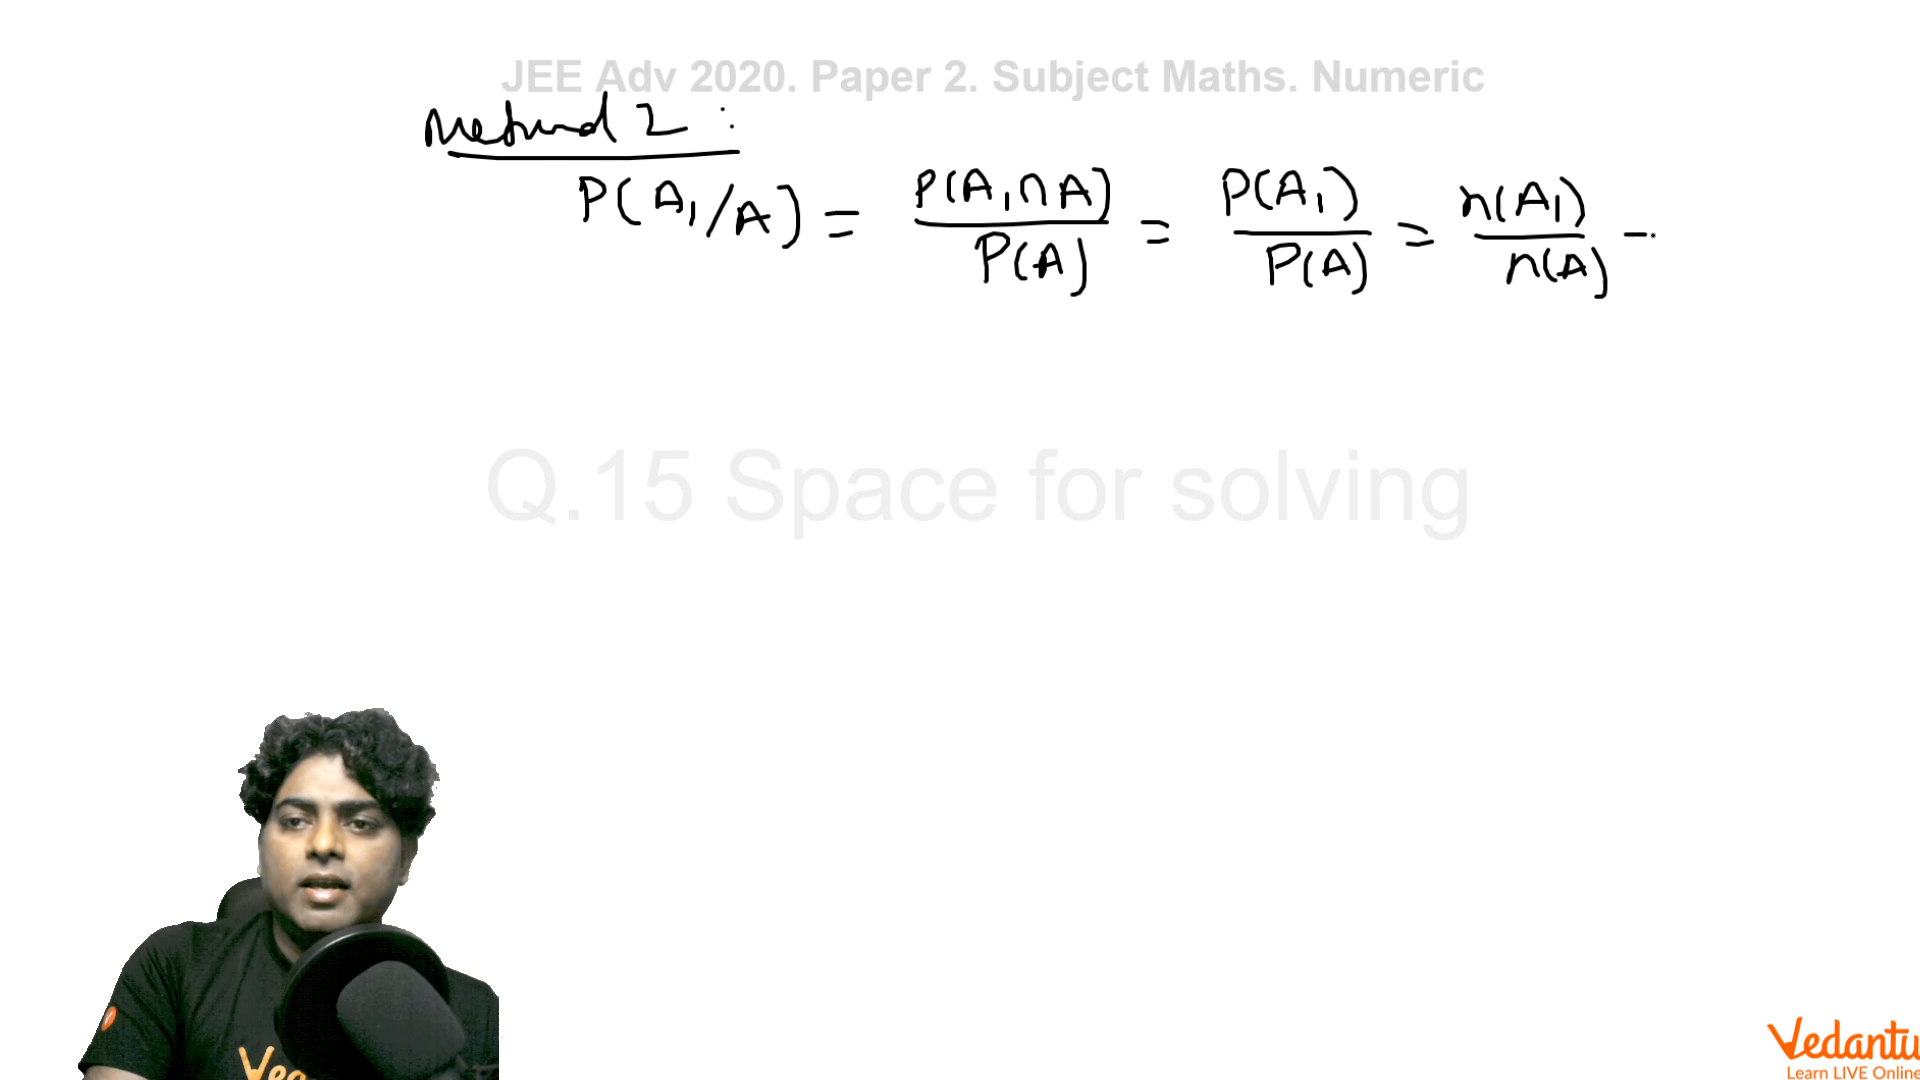 JEE Adv 2020. Paper 2. Subject Maths. Numeric
Method 2 :
P(A₁/A) = P(A₁∩A)/P(A) = P(A₁)/P(A) = n(A₁)/n(A) -
Q.15 Space for solving
Vedantu
Learn LIVE Online